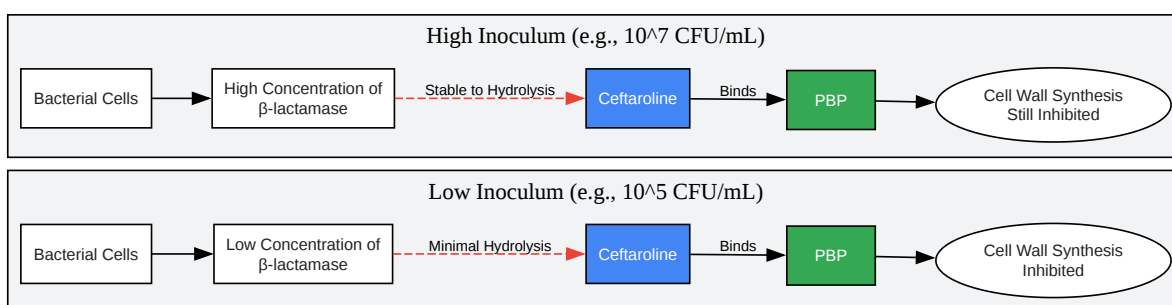 High Inoculum (e.g., 10^7 CFU/mL)
Bacterial Cells
High Concentration of
β-lactamase
Stable to Hydrolysis
Ceftaroline
Binds
PBP
Cell Wall Synthesis
Still Inhibited
Low Inoculum (e.g., 10^5 CFU/mL)
Bacterial Cells
Low Concentration of
β-lactamase
Minimal Hydrolysis
Ceftaroline
Binds
PBP
Cell Wall Synthesis
Inhibited